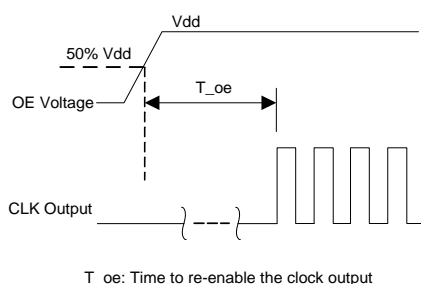 Vdd
50% Vdd
T_oe
OE Voltage
CLK Output
T_oe: Time to re-enable the clock output